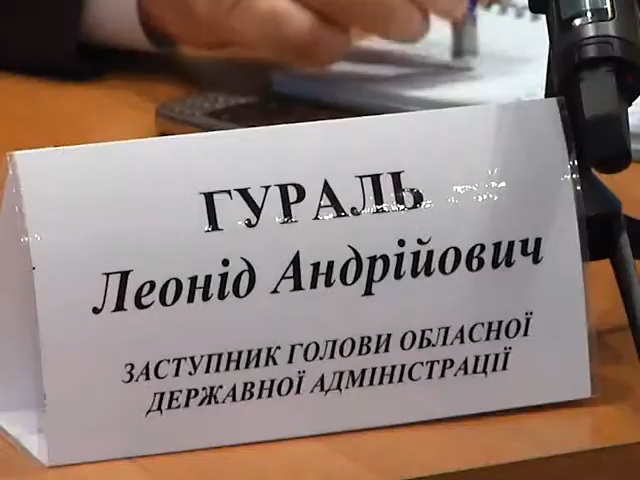 ГУРАЛЬ
Леонід Андрійович
ЗАСТУПНИК ГОЛОВИ ОБЛАСНОЇ
ДЕРЖАВНОЇ АДМІНІСТРАЦІЇ